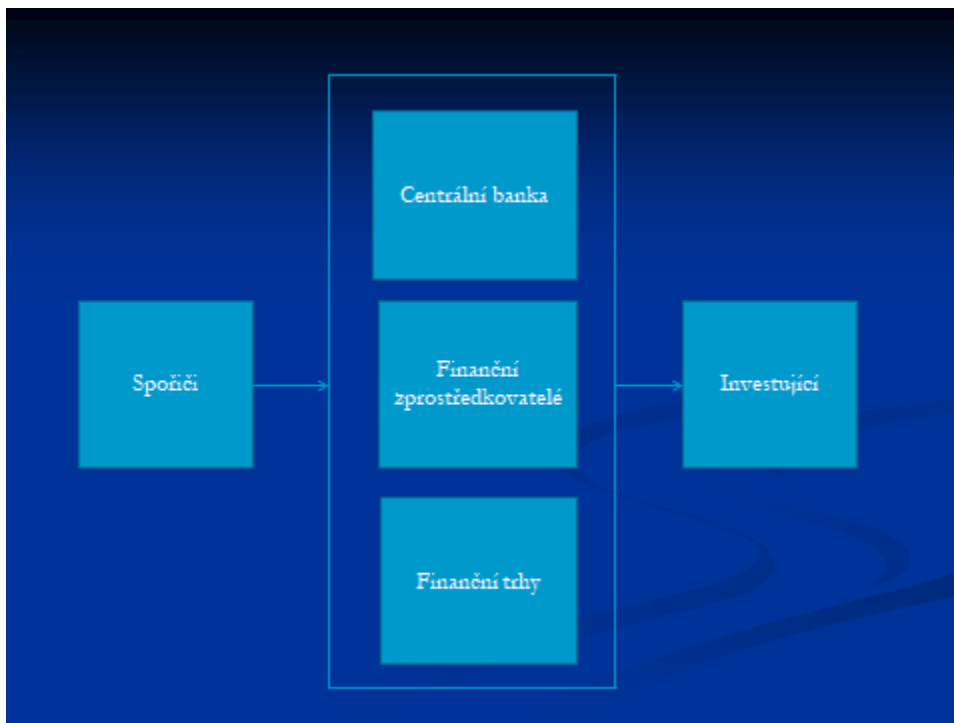 Centrální banka
Spořiči
Finanční
zprostředkovatelé
Investující
Finanční trhy